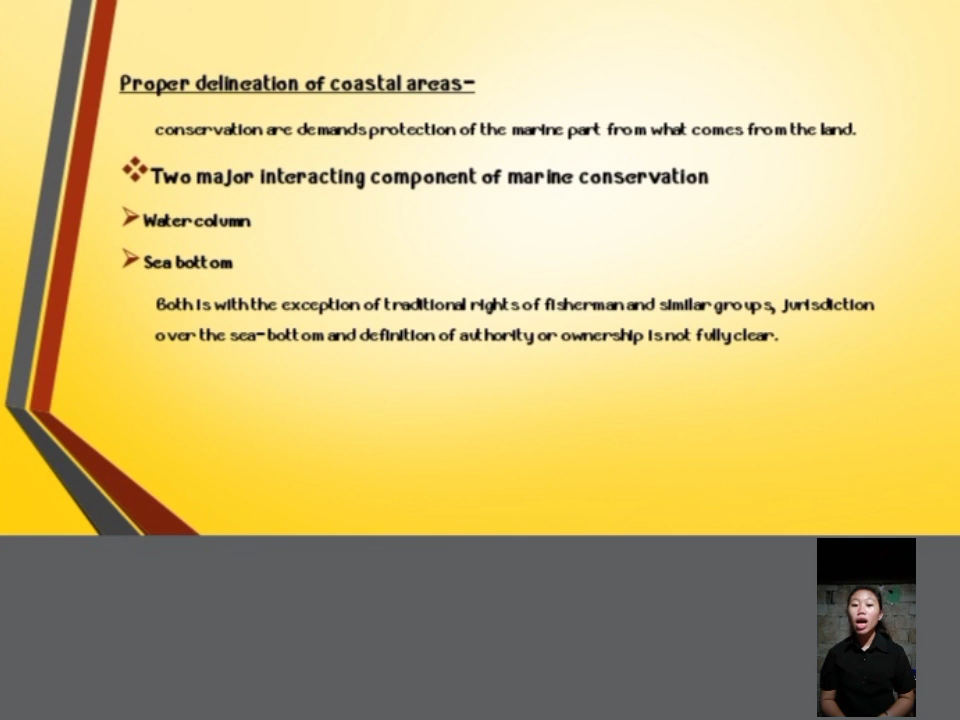 Proper delineation of coastal areas-
conservation are demands protection of the marine part from what comes from the land.
Two major interacting component of marine conservation
Water column
Sea bottom
Both is with the exception of traditional rights of fisherman and similar groups, jurisdiction
over the sea-bottom and definition of authority or ownership is not fully clear.